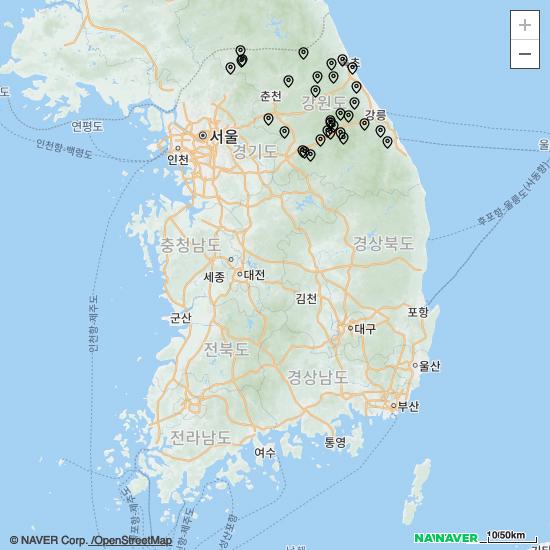 +
−
춘천
강원도
강릉
연평도
서울
인천항-백령도
인천
경기도
충청남도
경상북도
후포항-울릉도(사동항)
세종
대전
인천항-제주도
김천
포항
군산
대구
전북도
경상남도
울산
부산
전라남도
여수
통영
© NAVER Corp. /OpenStreetMap
NAVER
10/50km